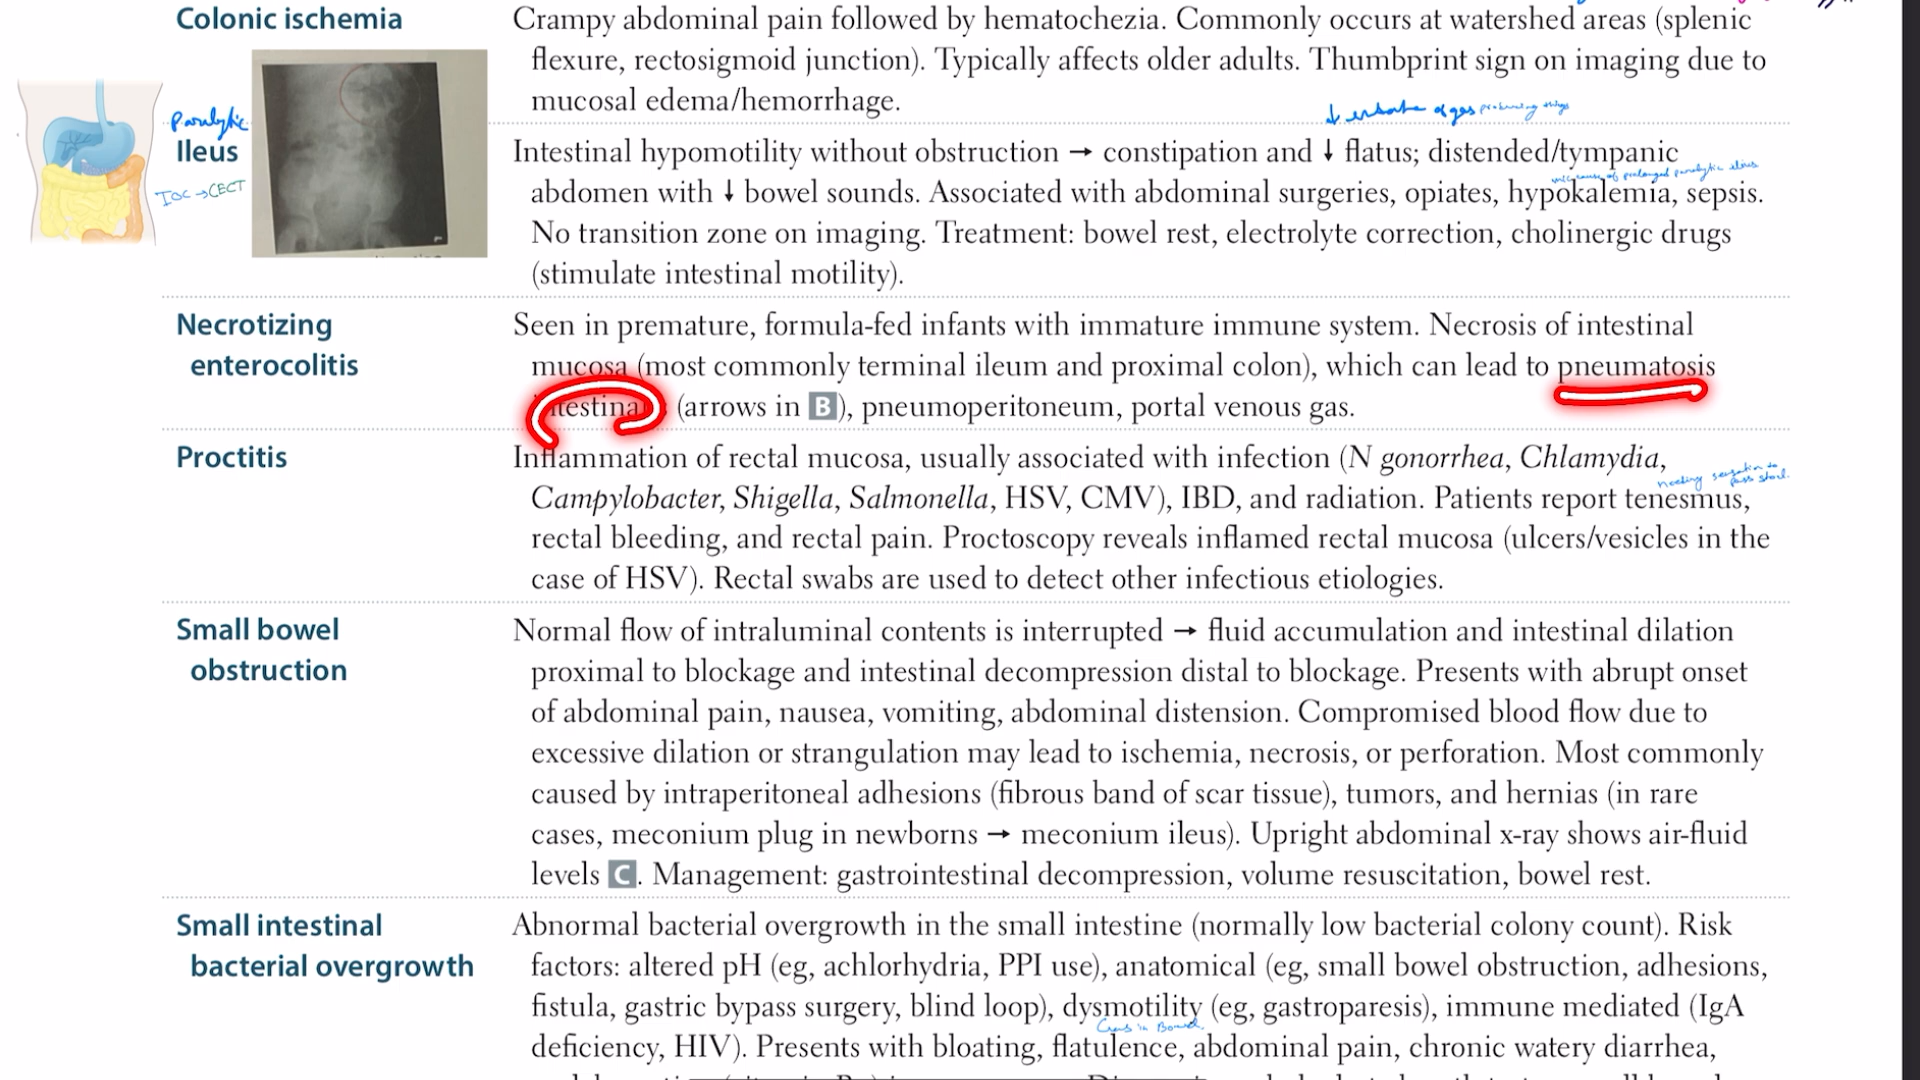 Colonic ischemia
Crampy abdominal pain followed by hematochezia. Commonly occurs at watershed areas (splenic
flexure, rectosigmoid junction). Typically affects older adults. Thumbprint sign on imaging due to
mucosal edema/hemorrhage.
Paralytic
Ileus
IOC → CECT
Intestinal hypomotility without obstruction → constipation and ↓ flatus; distended/tympanic
abdomen with ↓ bowel sounds. Associated with abdominal surgeries, opiates, hypokalemia, sepsis.
No transition zone on imaging. Treatment: bowel rest, electrolyte correction, cholinergic drugs
(stimulate intestinal motility).
Necrotizing
enterocolitis
Seen in premature, formula-fed infants with immature immune system. Necrosis of intestinal
mucosa (most commonly terminal ileum and proximal colon), which can lead to pneumatosis
(arrows in B), pneumoperitoneum, portal venous gas.
Proctitis
Inflammation of rectal mucosa, usually associated with infection (N gonorrhea, Chlamydia,
Campylobacter, Shigella, Salmonella, HSV, CMV), IBD, and radiation. Patients report tenesmus,
rectal bleeding, and rectal pain. Proctoscopy reveals inflamed rectal mucosa (ulcers/vesicles in the
case of HSV). Rectal swabs are used to detect other infectious etiologies.
Small bowel
obstruction
Normal flow of intraluminal contents is interrupted → fluid accumulation and intestinal dilation
proximal to blockage and intestinal decompression distal to blockage. Presents with abrupt onset
of abdominal pain, nausea, vomiting, abdominal distension. Compromised blood flow due to
excessive dilation or strangulation may lead to ischemia, necrosis, or perforation. Most commonly
caused by intraperitoneal adhesions (fibrous band of scar tissue), tumors, and hernias (in rare
cases, meconium plug in newborns → meconium ileus). Upright abdominal x-ray shows air-fluid
levels C. Management: gastrointestinal decompression, volume resuscitation, bowel rest.
Small intestinal
bacterial overgrowth
Abnormal bacterial overgrowth in the small intestine (normally low bacterial colony count). Risk
factors: altered pH (eg, achlorhydria, PPI use), anatomical (eg, small bowel obstruction, adhesions,
fistula, gastric bypass surgery, blind loop), dysmotility (eg, gastroparesis), immune mediated (IgA
deficiency, HIV). Presents with bloating, flatulence, abdominal pain, chronic watery diarrhea,